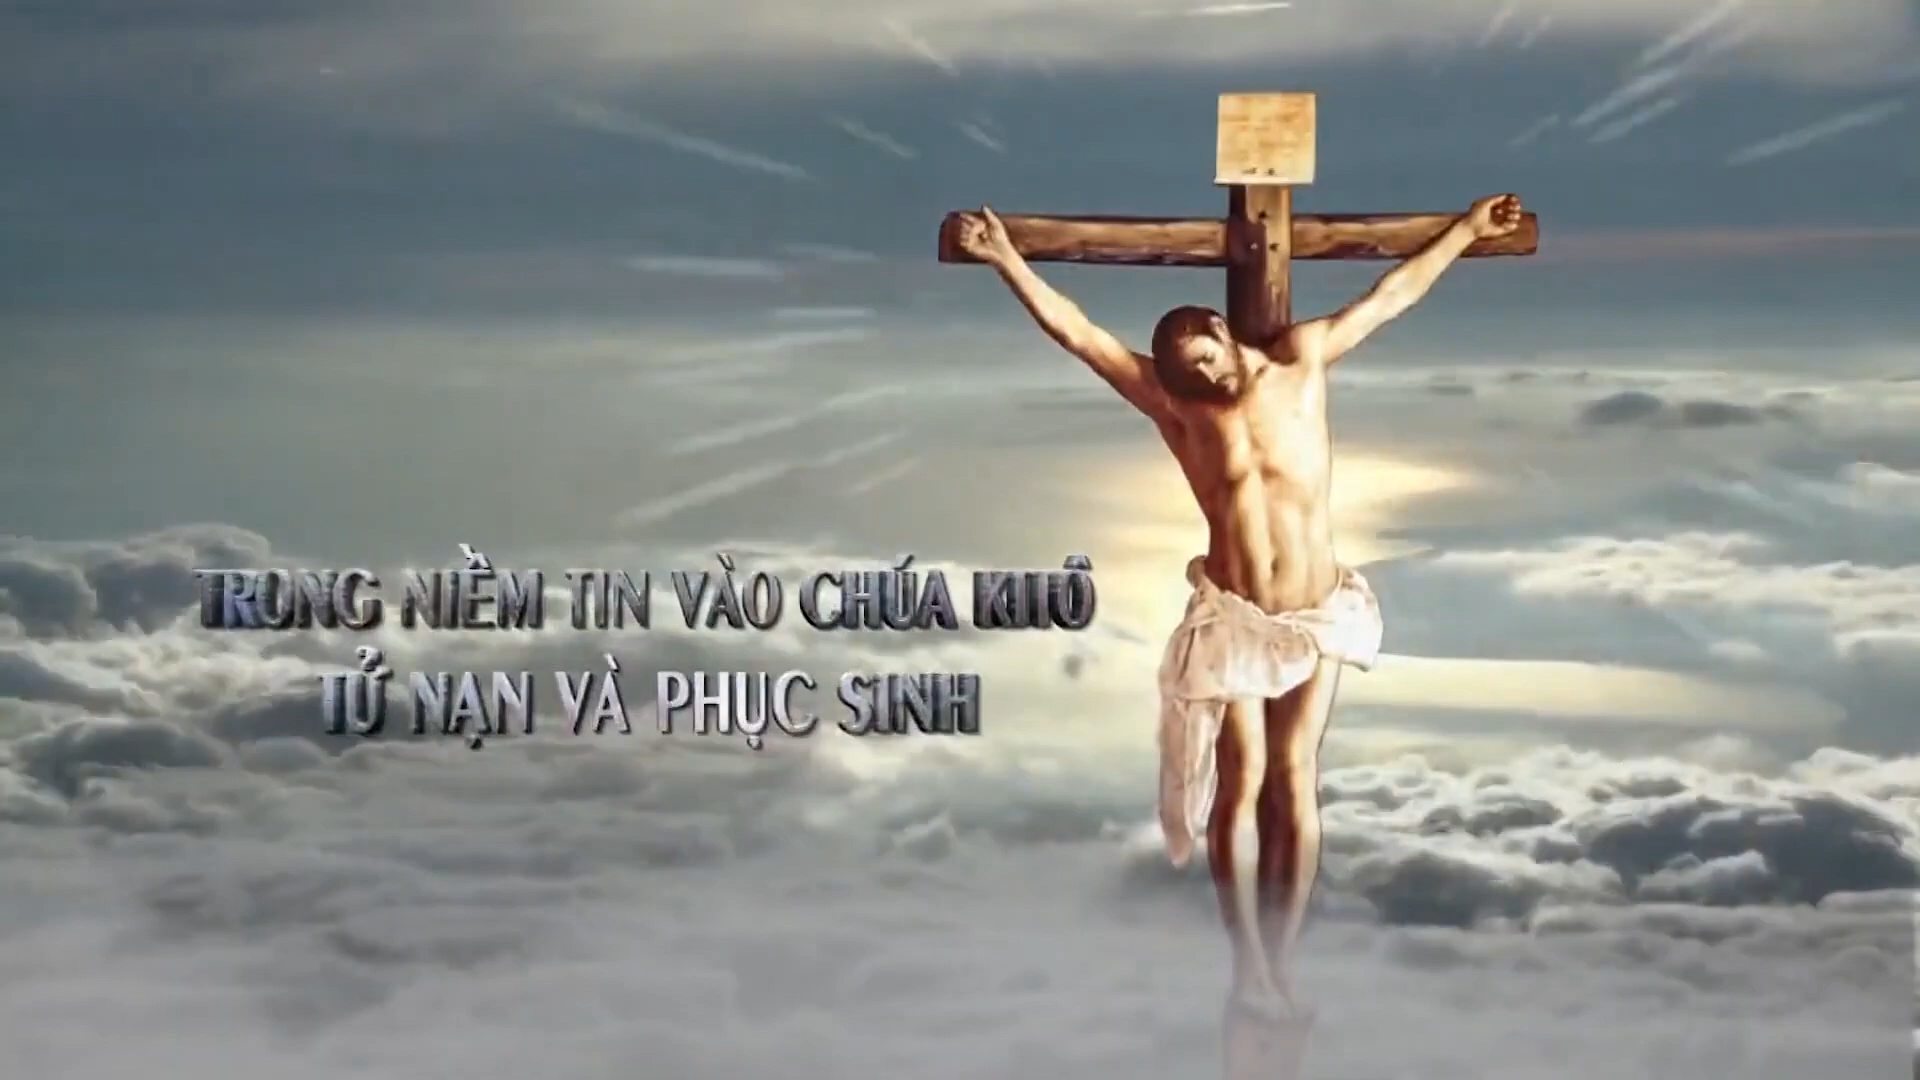 TRONG NIỀM TIN VÀO CHÚA KITÔ
TỬ NẠN VÀ PHỤC SINH